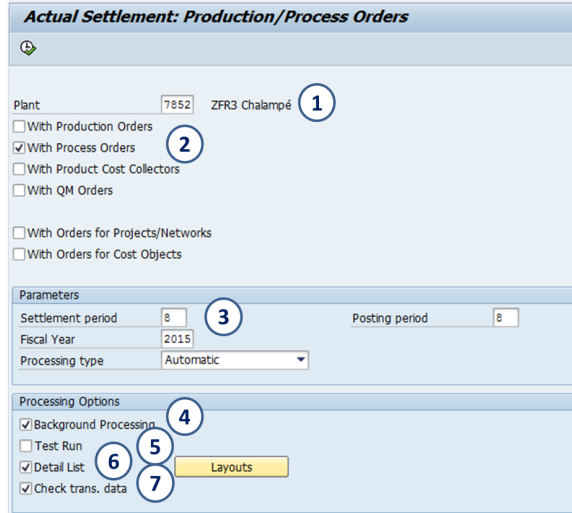 Actual Settlement: Production/Process Orders
Plant 7852 ZFR3 Chalampé 1
With Production Orders
With Process Orders 2
With Product Cost Collectors
With QM Orders
With Orders for Projects/Networks
With Orders for Cost Objects
Parameters
Settlement period 8 3 Posting period 8
Fiscal Year 2015
Processing type Automatic
Processing Options
Background Processing 4
Test Run 5
Detail List 6 Layouts
Check trans. data 7